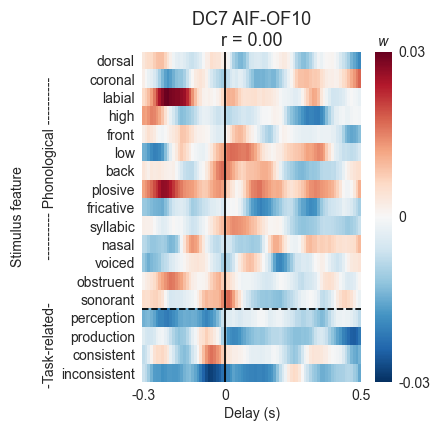 DC7 AIF-OF10
r = 0.00
w
0.03
0
-0.03
dorsal
coronal
labial
high
front
low
back
plosive
fricative
syllabic
nasal
voiced
obstruent
sonorant
perception
production
consistent
inconsistent
Stimulus feature
-Task-related- ---------- Phonological ----------
-0.3 0 0.5
Delay (s)